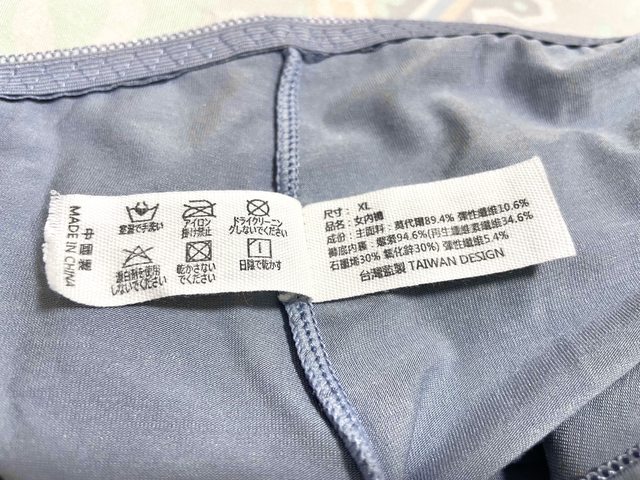 中國製
MADE IN CHINA
室溫で手洗い
アイロン
掛け禁止
ドライクリーニン
グしないでください
漂白剤を使用
しないでください
乾かさない
でください
日陰で乾かす
尺寸: XL
品名: 女內褲
成份: 主面料: 莫代爾89.4% 彈性纖維10.6%
褲底內裏: 嫘縈94.6%(再生纖維素纖維34.6%
石墨烯30% 氧化鋅30%) 彈性纖維5.4%
台灣監製 TAIWAN DESIGN